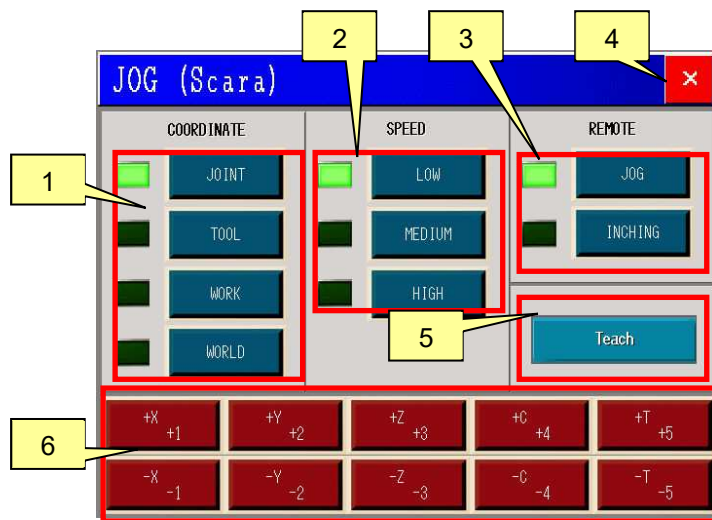 2 3 4
JOG (Scara) ×
COORDINATE SPEED REMOTE
1
JOINT LOW JOG
TOOL MEDIUM INCHING
WORK HIGH
5
WORLD Teach
6
+X +1 +Y +2 +Z +3 +C +4 +T +5
-X -1 -Y -2 -Z -3 -C -4 -T -5